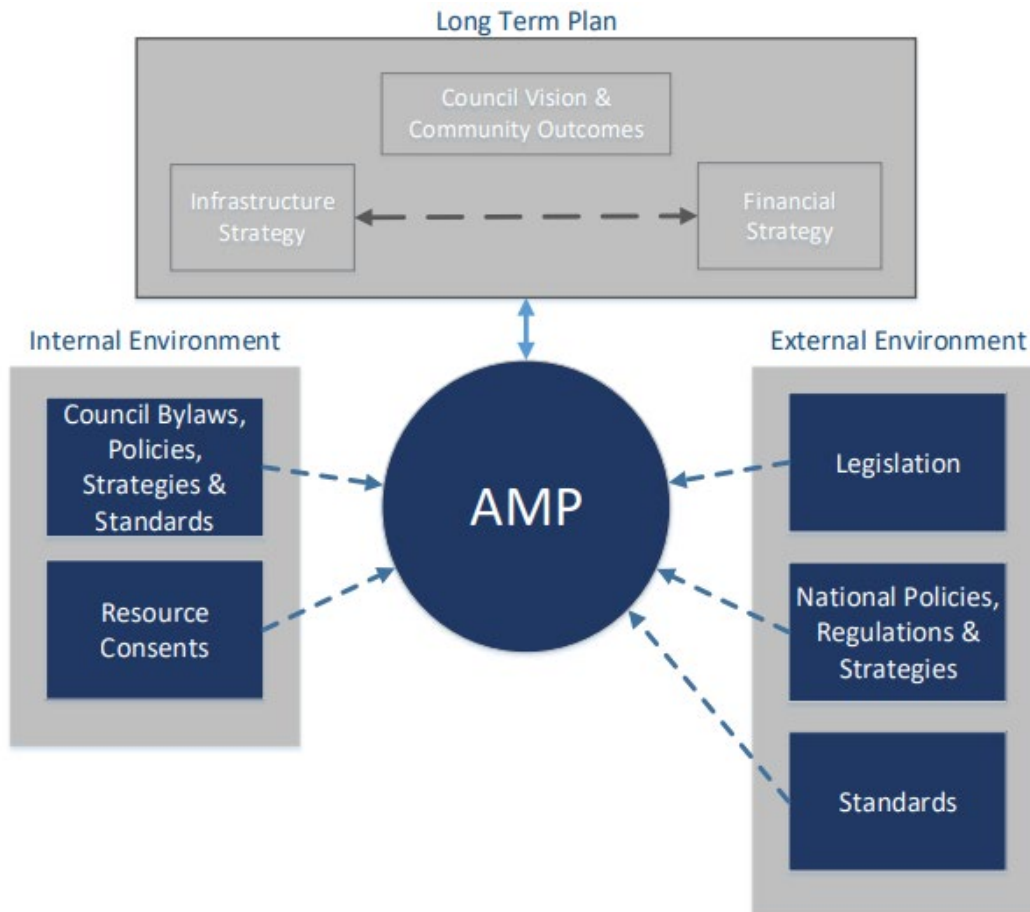 Long Term Plan
Council Vision &
Community Outcomes
Infrastructure
Strategy
Financial
Strategy
Internal Environment
Council Bylaws,
Policies,
Strategies &
Standards
Resource
Consents
AMP
External Environment
Legislation
National Policies,
Regulations &
Strategies
Standards